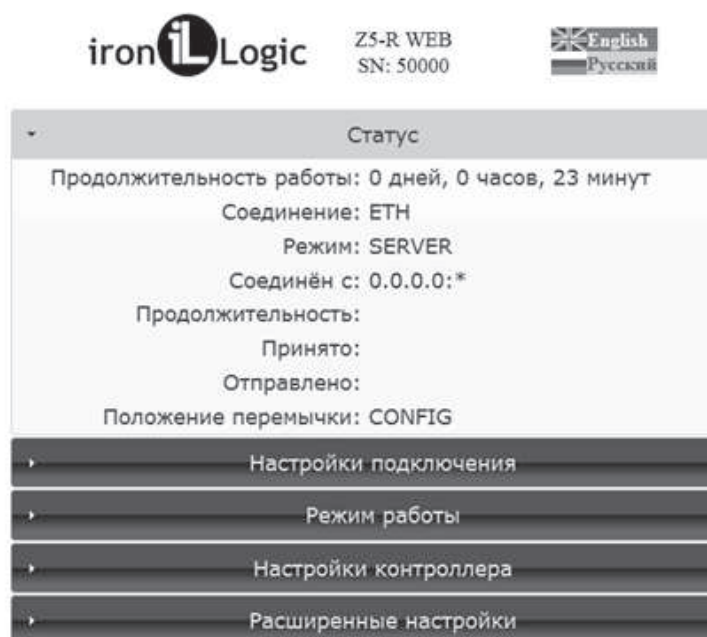 iron iL Logic
Z5-R WEB
SN: 50000
English
Русский
Статус
Продолжительность работы: 0 дней, 0 часов, 23 минут
Соединение: ETH
Режим: SERVER
Соединён с: 0.0.0.0:*
Продолжительность:
Принято:
Отправлено:
Положение перемычки: CONFIG
Настройки подключения
Режим работы
Настройки контроллера
Расширенные настройки